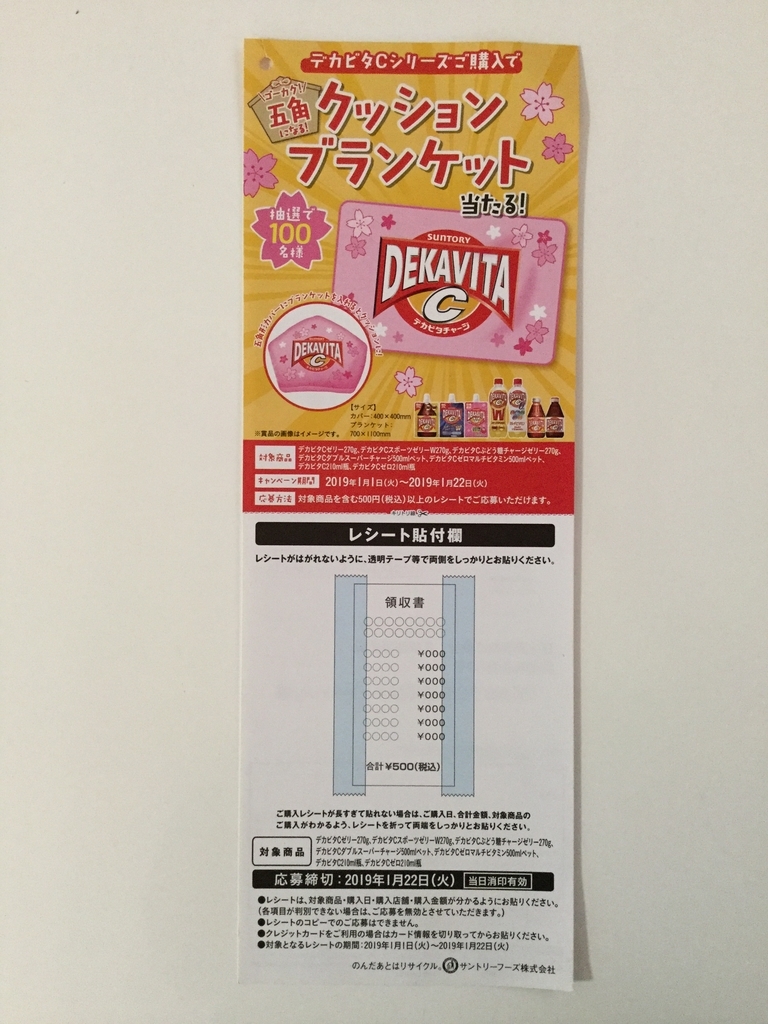 デカビタCシリーズご購入で
ゴーカク!
五角
になる!
クッション
ブランケット
当たる!
抽選で
100
名様
SUNTORY
DEKAVITA
C
デカビタチャージ
五角形カバーにブランケットを入れればクッションに!
DEKAVITA
C
【サイズ】
カバー:400×400mm
ブランケット:
700×1100mm
※賞品の画像はイメージです。
対象商品
デカビタCゼリー270g、デカビタCスポーツゼリーW270g、デカビタCぶどう糖チャージゼリー270g、
デカビタCダブルスーパーチャージ500mlペット、デカビタCゼロマルチビタミン500mlペット、
デカビタC210ml瓶、デカビタCゼロ210ml瓶
キャンペーン期間 2019年1月1日(火)〜2019年1月22日(火)
応募方法 対象商品を含む500円(税込)以上のレシートでご応募いただけます。
キリトリ線
レシート貼付欄
レシートがはがれないように、透明テープ等で両側をしっかりとお貼りください。
領収書
○○○○○○○○
○○○○○○○○
○○○○ ¥000
○○○○ ¥000
○○○○ ¥000
○○○○ ¥000
○○○○ ¥000
○○○○ ¥000
○○○○ ¥000
合計¥500(税込)
ご購入レシートが長すぎて貼れない場合は、ご購入日、合計金額、対象商品の
ご購入がわかるよう、レシートを折って両端をしっかりとお貼りください。
対象商品
デカビタCゼリー270g、デカビタCスポーツゼリーW270g、デカビタCぶどう糖チャージゼリー270g、
デカビタCダブルスーパーチャージ500mlペット、デカビタCゼロマルチビタミン500mlペット、
デカビタC210ml瓶、デカビタCゼロ210ml瓶
応募締切:2019年1月22日(火) 当日消印有効
●レシートは、対象商品・購入日・購入店舗・購入金額が分かるようにお貼りください。
(各項目が判別できない場合は、ご応募を無効とさせていただきます。)
●レシートのコピーでのご応募はできません。
●クレジットカードをご利用の場合はカード情報を切り取ってからお貼りください。
●対象となるレシートの期間:2019年1月1日(火)〜2019年1月22日(火)
のんだあとはリサイクル。 サントリーフーズ株式会社